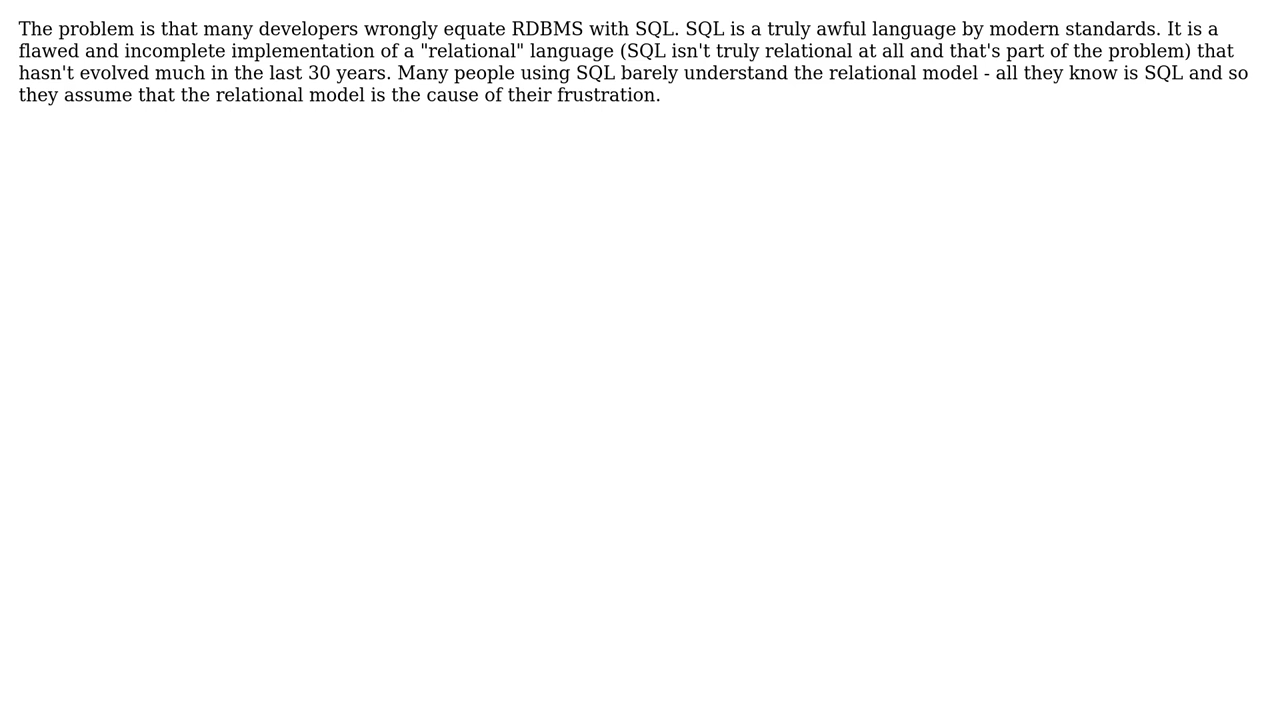 The problem is that many developers wrongly equate RDBMS with SQL. SQL is a truly awful language by modern standards. It is a
flawed and incomplete implementation of a "relational" language (SQL isn't truly relational at all and that's part of the problem) that
hasn't evolved much in the last 30 years. Many people using SQL barely understand the relational model - all they know is SQL and so
they assume that the relational model is the cause of their frustration.